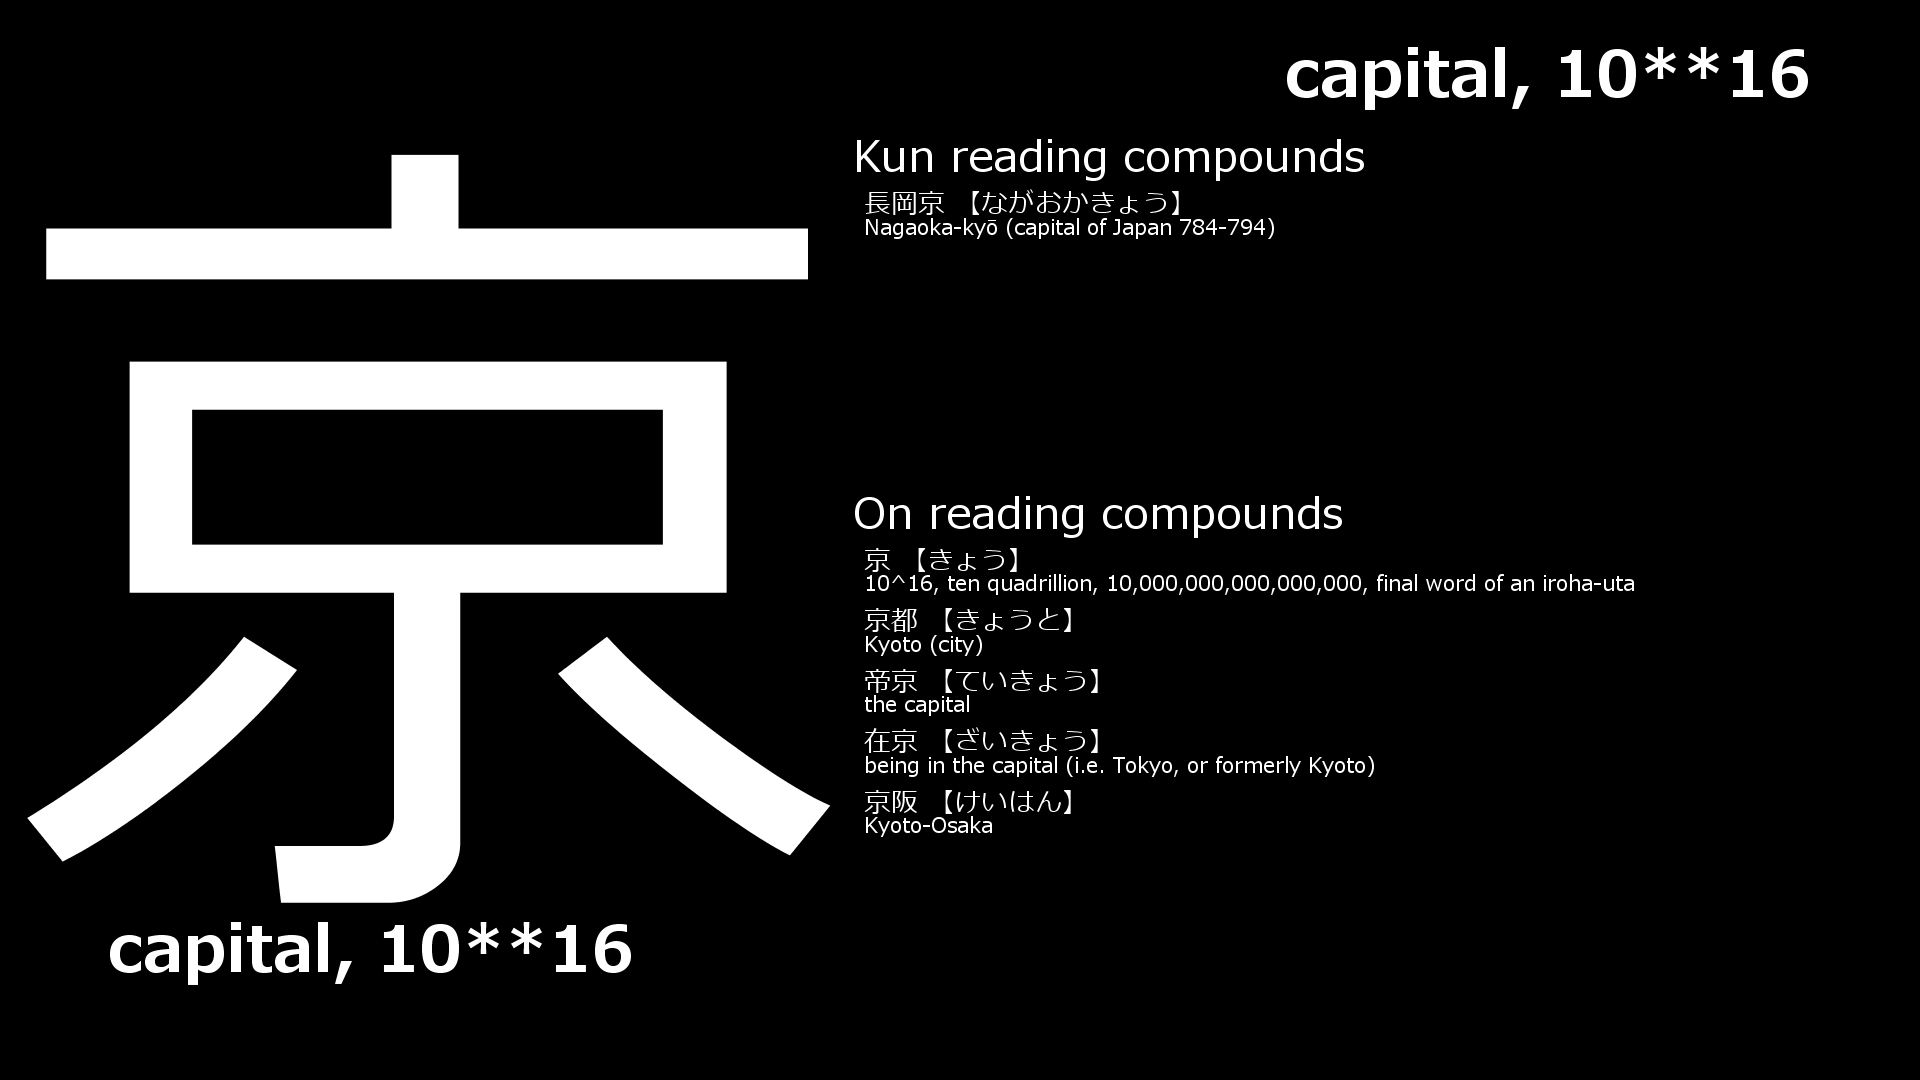 京
capital, 10**16
capital, 10**16
Kun reading compounds
長岡京 【ながおかきょう】
Nagaoka-kyō (capital of Japan 784-794)
On reading compounds
京 【きょう】
10^16, ten quadrillion, 10,000,000,000,000,000, final word of an iroha-uta
京都 【きょうと】
Kyoto (city)
帝京 【ていきょう】
the capital
在京 【ざいきょう】
being in the capital (i.e. Tokyo, or formerly Kyoto)
京阪 【けいはん】
Kyoto-Osaka